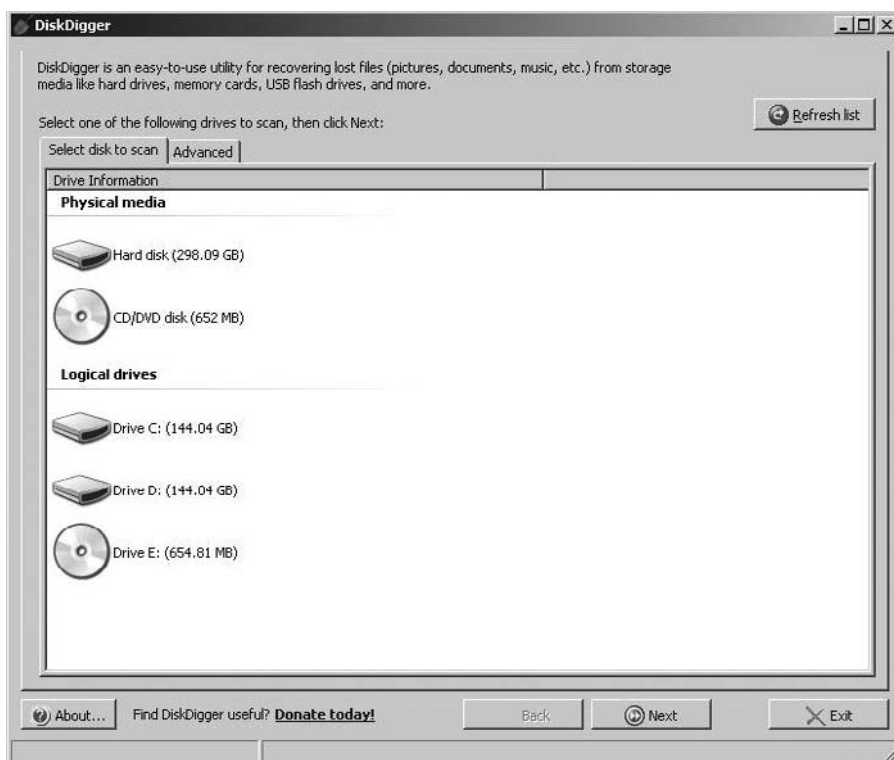 DiskDigger
DiskDigger is an easy-to-use utility for recovering lost files (pictures, documents, music, etc.) from storage
media like hard drives, memory cards, USB flash drives, and more.
Refresh list
Select one of the following drives to scan, then click Next:
Select disk to scan Advanced
Drive Information
Physical media
Hard disk (298.09 GB)
CD/DVD disk (652 MB)
Logical drives
Drive C: (144.04 GB)
Drive D: (144.04 GB)
Drive E: (654.81 MB)
About... Find DiskDigger useful? Donate today! Back Next Exit